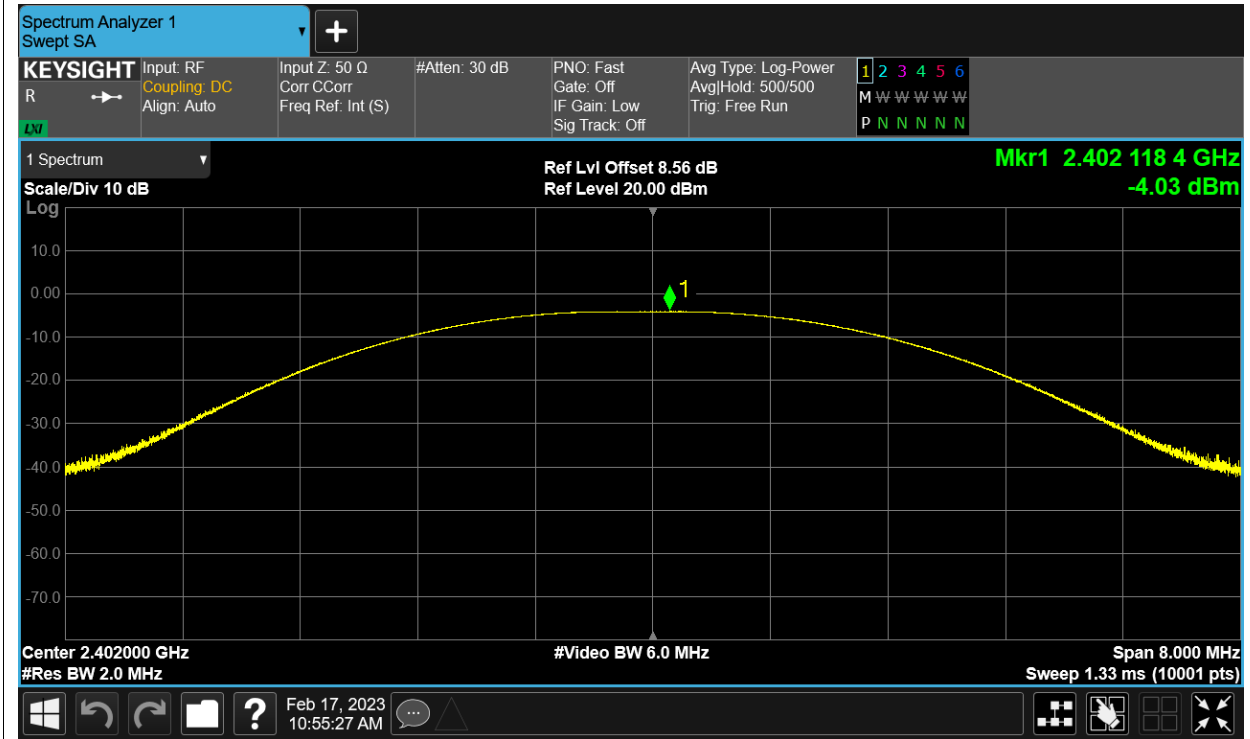 Spectrum Analyzer 1
Swept SA
KEYSIGHT
R
LXI
Input: RF
Coupling: DC
Align: Auto
Input Z: 50 Ω
Corr CCorr
Freq Ref: Int (S)
#Atten: 30 dB
PNO: Fast
Gate: Off
IF Gain: Low
Sig Track: Off
Avg Type: Log-Power
Avg|Hold: 500/500
Trig: Free Run
1 2 3 4 5 6
M W W W W W W
P N N N N N N
1 Spectrum
Scale/Div 10 dB
Log
Ref Lvl Offset 8.56 dB
Ref Level 20.00 dBm
Mkr1 2.402 118 4 GHz
-4.03 dBm
10.0
0.00
-10.0
-20.0
-30.0
-40.0
-50.0
-60.0
-70.0
1
Center 2.402000 GHz
#Res BW 2.0 MHz
#Video BW 6.0 MHz
Span 8.000 MHz
Sweep 1.33 ms (10001 pts)
?
Feb 17, 2023
10:55:27 AM